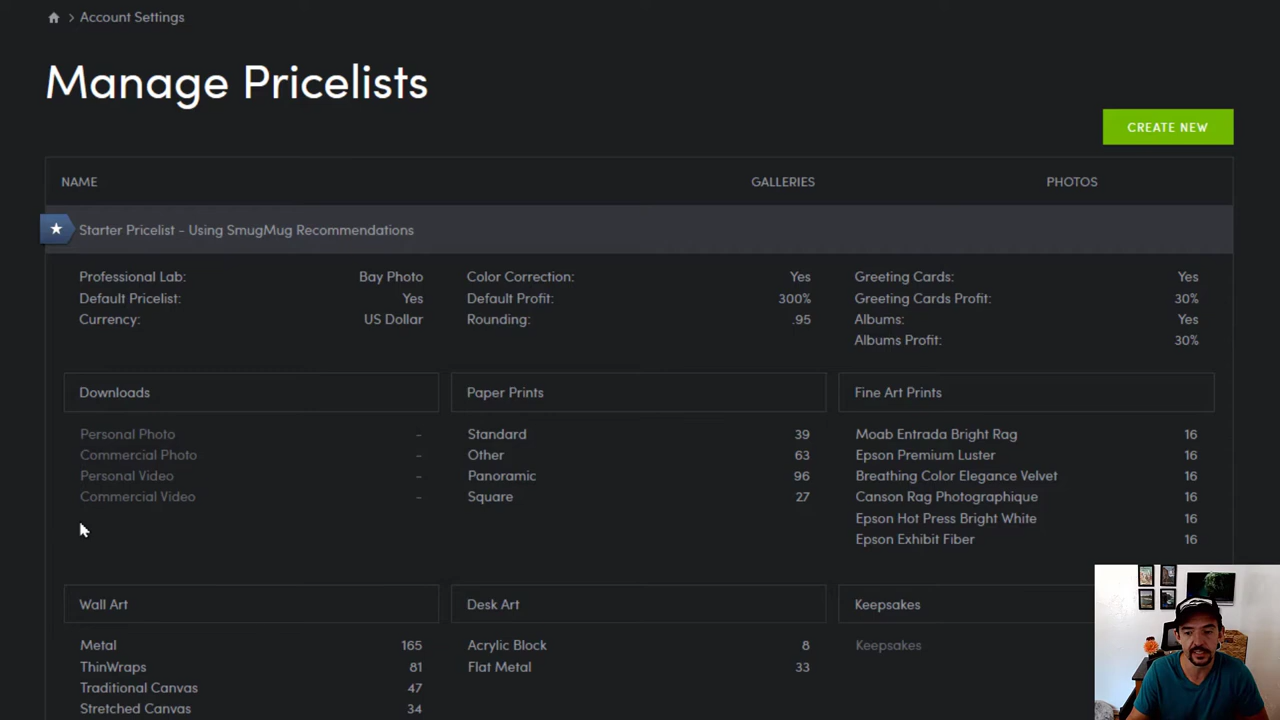 > Account Settings
Manage Pricelists
CREATE NEW
NAME GALLERIES PHOTOS
Starter Pricelist - Using SmugMug Recommendations
Professional Lab: Bay Photo Color Correction: Yes Greeting Cards: Yes
Default Pricelist: Yes Default Profit: 300% Greeting Cards Profit: 30%
Currency: US Dollar Rounding: .95 Albums: Yes
Albums Profit: 30%
Downloads Paper Prints Fine Art Prints
Personal Photo - Standard 39 Moab Entrada Bright Rag 16
Commercial Photo - Other 63 Epson Premium Luster 16
Personal Video - Panoramic 96 Breathing Color Elegance Velvet 16
Commercial Video - Square 27 Canson Rag Photographique 16
Epson Hot Press Bright White 16
Epson Exhibit Fiber 16
Wall Art Desk Art Keepsakes
Metal 165 Acrylic Block 8 Keepsakes
ThinWraps 81 Flat Metal 33
Traditional Canvas 47
Stretched Canvas 34